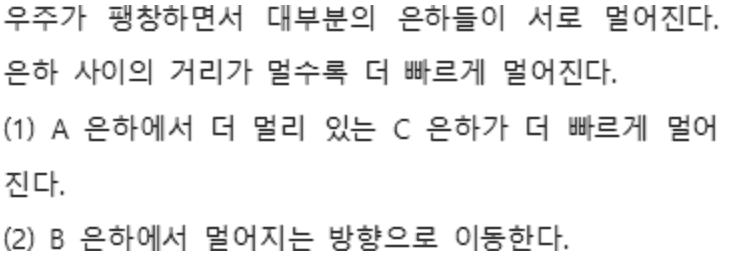 우주가 팽창하면서 대부분의 은하들이 서로 멀어진다.
은하 사이의 거리가 멀수록 더 빠르게 멀어진다.
(1) A 은하에서 더 멀리 있는 C 은하가 더 빠르게 멀어
진다.
(2) B 은하에서 멀어지는 방향으로 이동한다.